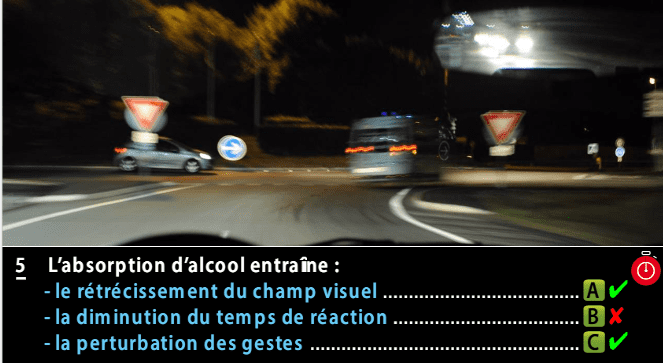 5 L’absorption d’alcool entraîne :
- le rétrécissement du champ visuel ........................................ A ✔
- la diminution du temps de réaction ...................................... B ✘
- la perturbation des gestes ...................................................... C ✔